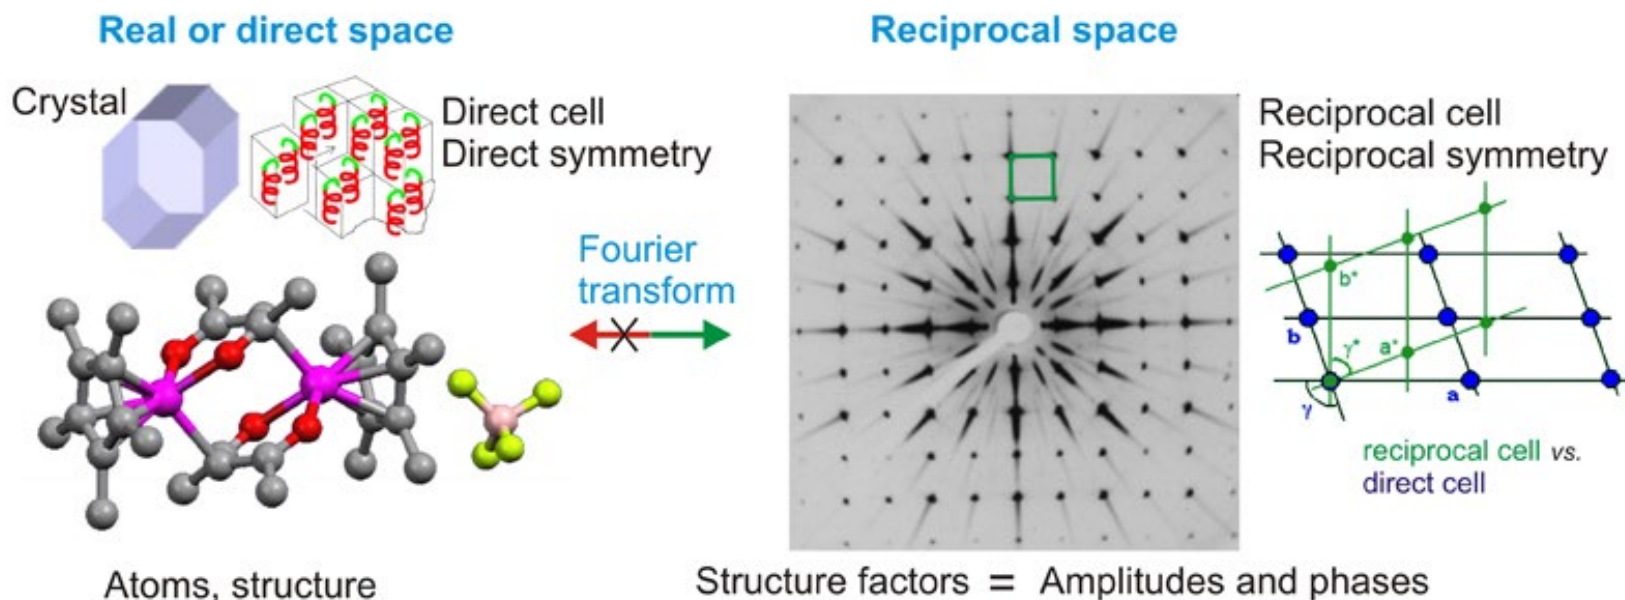 Real or direct space
Reciprocal space
Crystal
Direct cell
Direct symmetry
Fourier
transform
Reciprocal cell
Reciprocal symmetry
b*
b
a*
γ*
γ
a
reciprocal cell vs.
direct cell
Atoms, structure
Structure factors = Amplitudes and phases